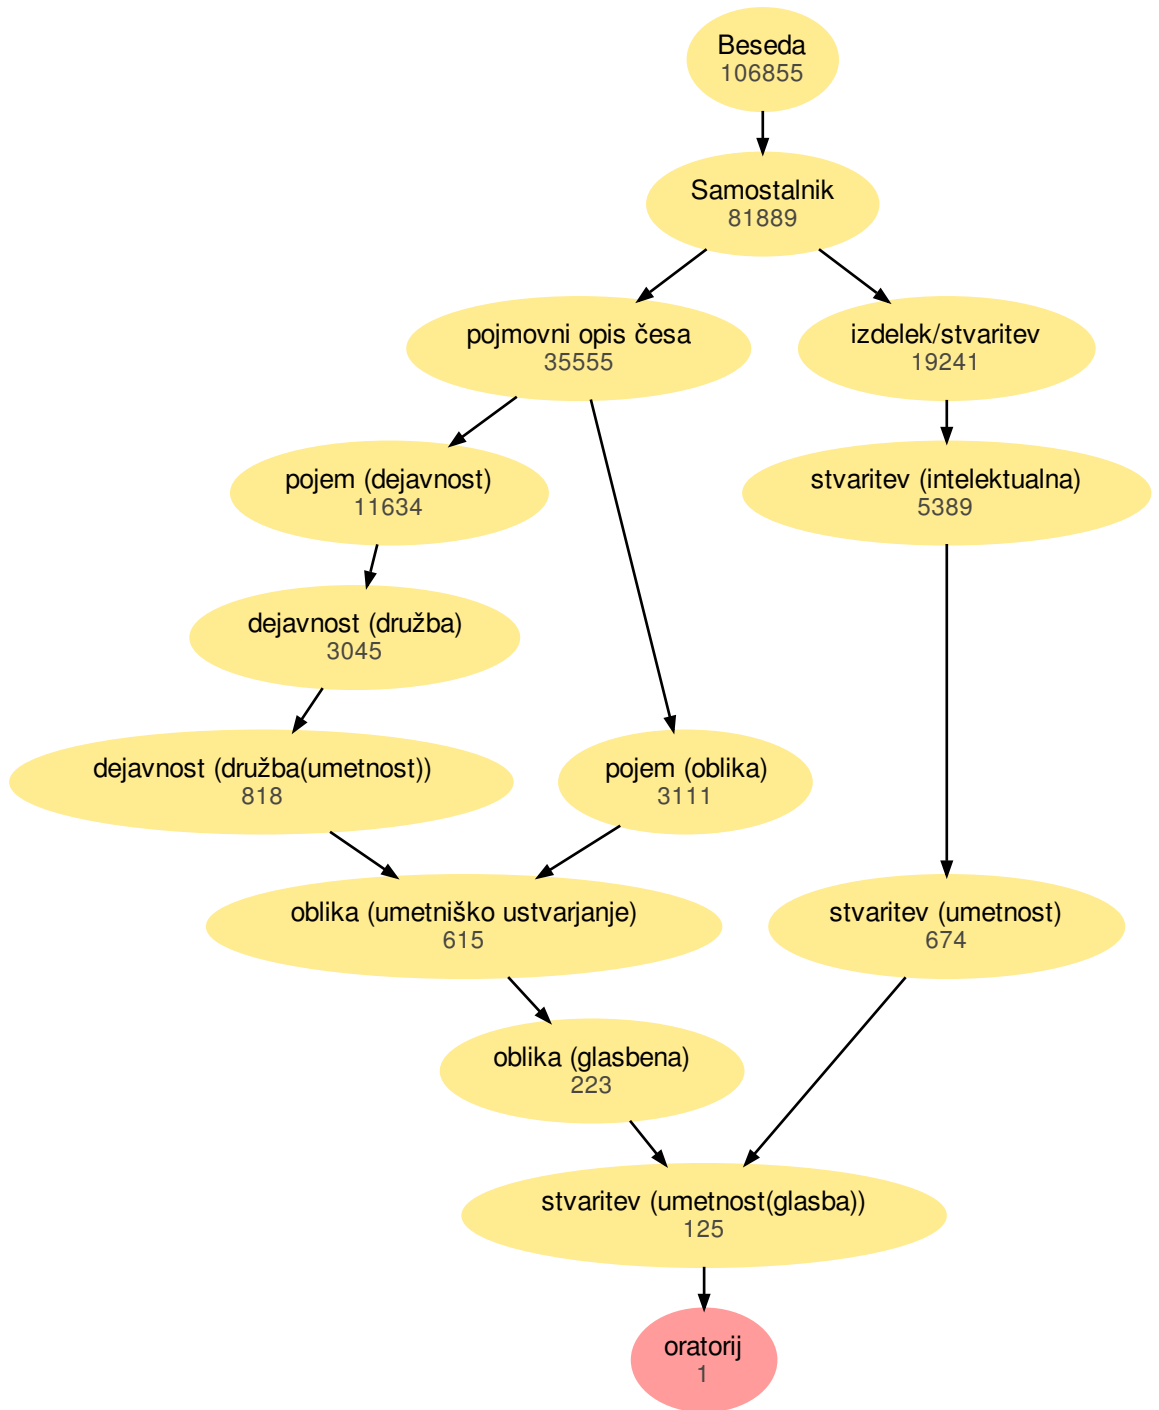 Beseda
106855
Samostalnik
81889
pojmovni opis česa
35555
izdelek/stvaritev
19241
pojem (dejavnost)
11634
stvaritev (intelektualna)
5389
dejavnost (družba)
3045
dejavnost (družba(umetnost))
818
pojem (oblika)
3111
oblika (umetniško ustvarjanje)
615
stvaritev (umetnost)
674
oblika (glasbena)
223
stvaritev (umetnost(glasba))
125
oratorij
1